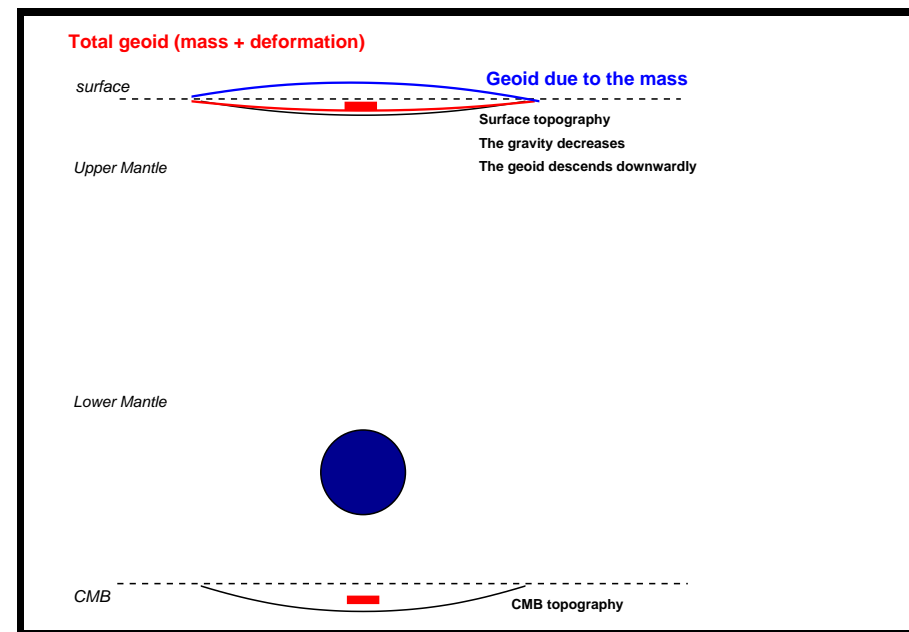 Total geoid (mass + deformation)
surface
Geoid due to the mass
Surface topography
The gravity decreases
Upper Mantle
The geoid descends downwardly
Lower Mantle
CMB
CMB topography